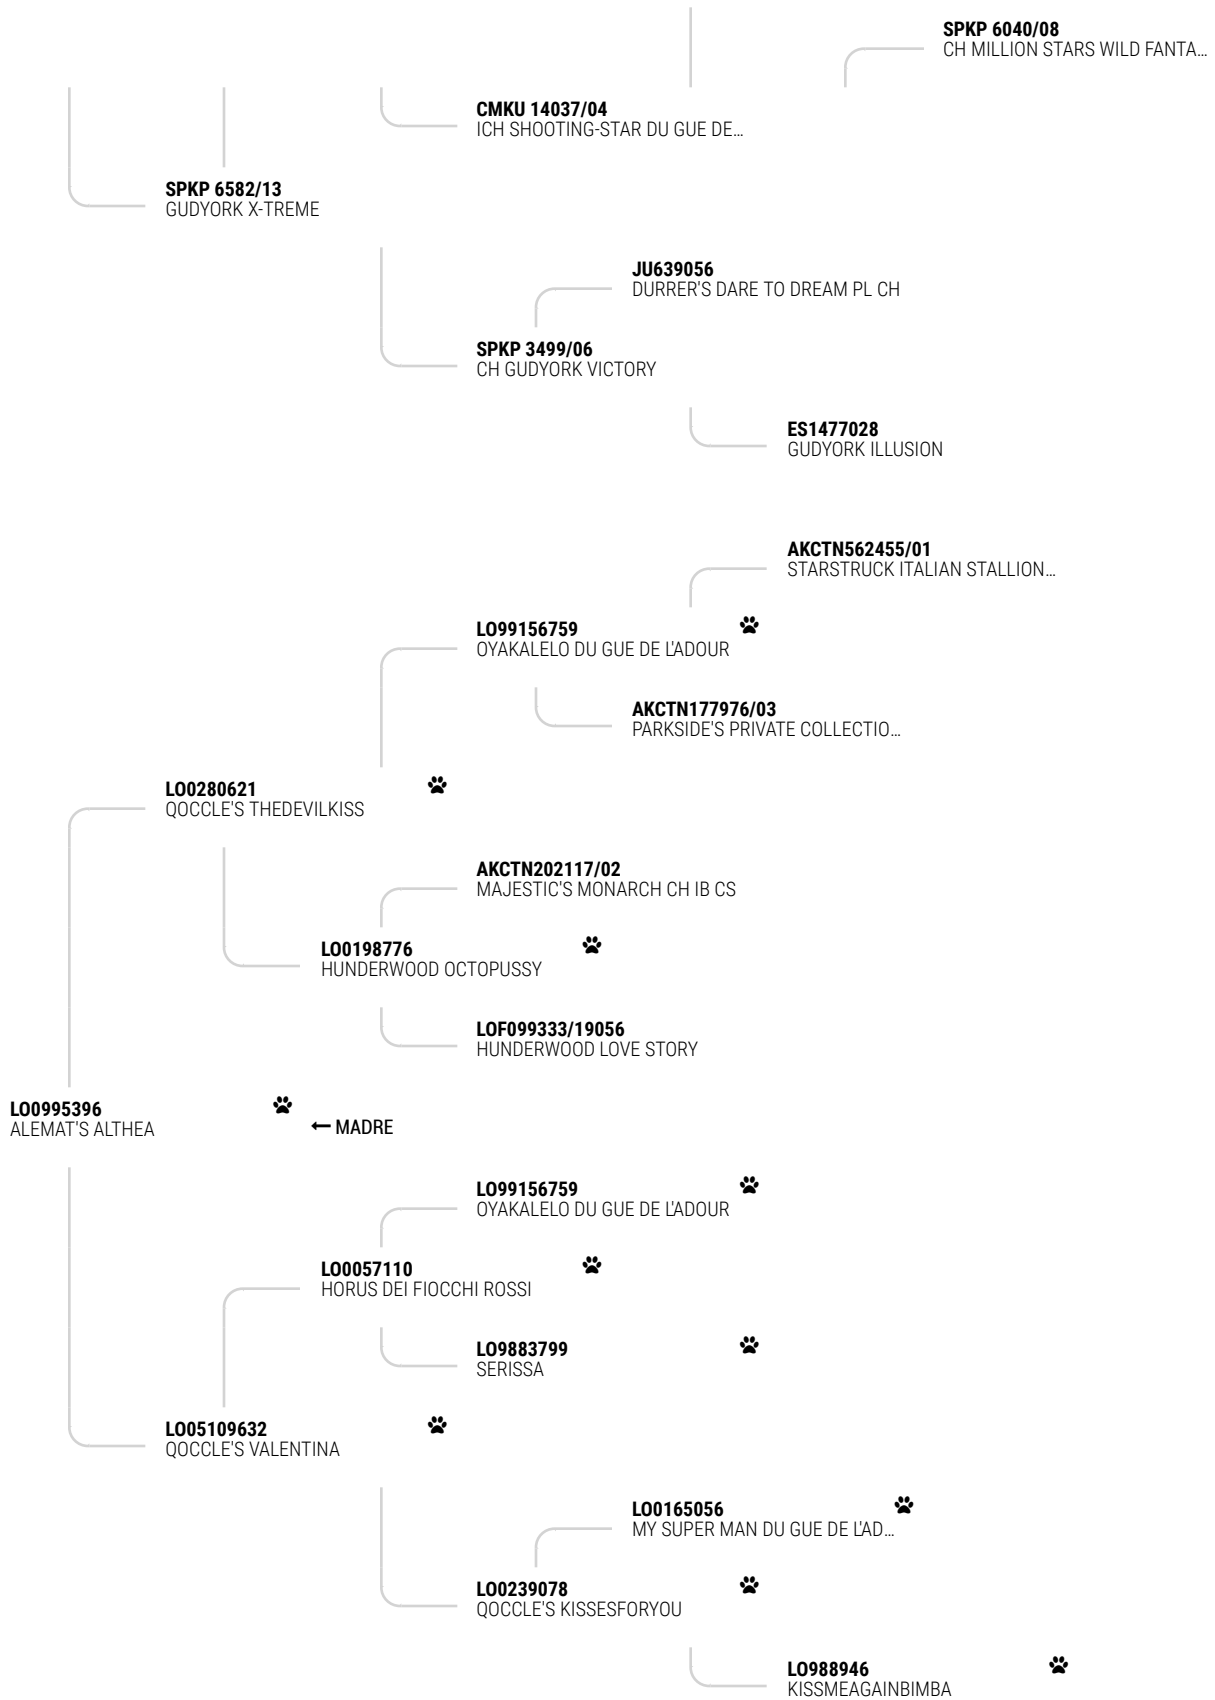 SPKP 6040/08
CH MILLION STARS WILD FANTA...
CMKU 14037/04
ICH SHOOTING-STAR DU GUE DE...
SPKP 6582/13
GUDYORK X-TREME
JU639056
DURRER'S DARE TO DREAM PL CH
SPKP 3499/06
CH GUDYORK VICTORY
ES1477028
GUDYORK ILLUSION
AKCTN562455/01
STARSTRUCK ITALIAN STALLION...
LO99156759
OYAKALELO DU GUE DE L'ADOUR
AKCTN177976/03
PARKSIDE'S PRIVATE COLLECTIO...
LO0280621
QOCCLE'S THEDEVILKISS
AKCTN202117/02
MAJESTIC'S MONARCH CH IB CS
LO0198776
HUNDERWOOD OCTOPUSSY
LOF099333/19056
HUNDERWOOD LOVE STORY
LO0995396
ALEMAT'S ALTHEA
← MADRE
LO99156759
OYAKALELO DU GUE DE L'ADOUR
LO0057110
HORUS DEI FIOCCHI ROSSI
LO9883799
SERISSA
LO05109632
QOCCLE'S VALENTINA
LO0165056
MY SUPER MAN DU GUE DE L'AD...
LO0239078
QOCCLE'S KISSESFORYOU
LO988946
KISSMEAGAINBIMBA